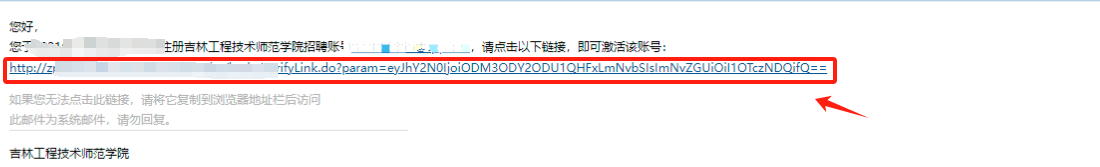 您好，
您于 注册吉林工程技术师范学院招聘账号 ，请点击以下链接，即可激活该账号：
http://z rifyLink.do?param=eyJhY2N0IjoiODM3ODY2ODU1QHFxLmNvbSIsImNvZGUiOiI1OTczNDQifQ==
如果您无法点击此链接，请将它复制到浏览器地址栏后访问
此邮件为系统邮件，请勿回复。
吉林工程技术师范学院